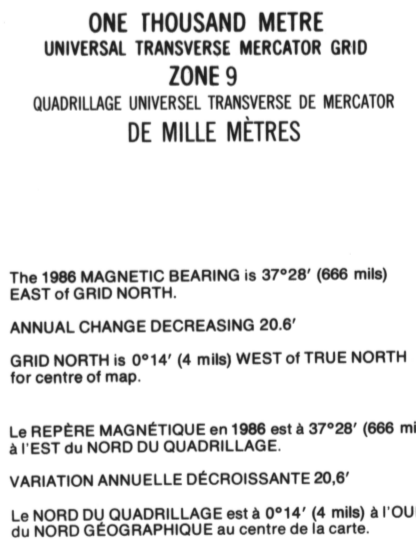 ONE THOUSAND METRE
UNIVERSAL TRANSVERSE MERCATOR GRID
ZONE 9
QUADRILLAGE UNIVERSEL TRANSVERSE DE MERCATOR
DE MILLE MÈTRES
The 1986 MAGNETIC BEARING is 37°28′ (666 mils)
EAST of GRID NORTH.
ANNUAL CHANGE DECREASING 20.6′
GRID NORTH is 0°14′ (4 mils) WEST of TRUE NORTH
for centre of map.
Le REPÈRE MAGNÉTIQUE en 1986 est à 37°28′ (666 mi
à l'EST du NORD DU QUADRILLAGE.
VARIATION ANNUELLE DÉCROISSANTE 20,6′
Le NORD DU QUADRILLAGE est à 0°14′ (4 mils) à l'OU
du NORD GÉOGRAPHIQUE au centre de la carte.